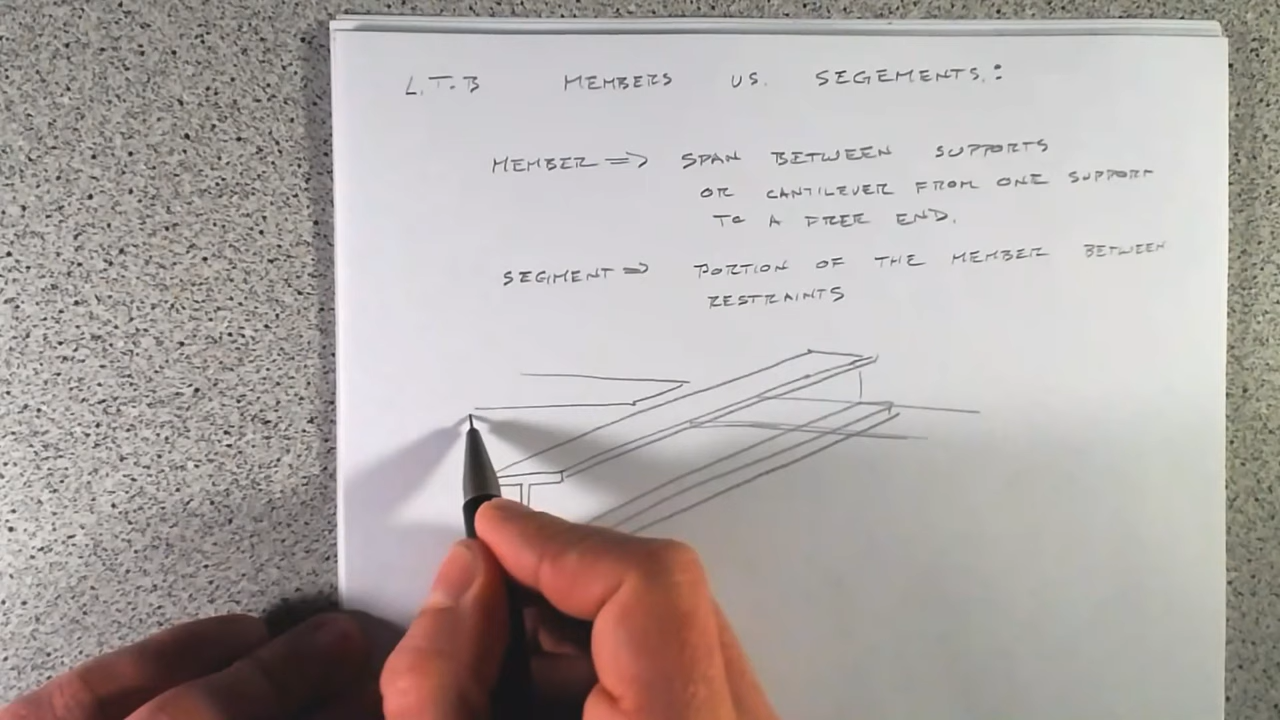 L.T.B MEMBERS VS. SEGEMENTS.:
MEMBER => SPAN BETWEEN SUPPORTS
OR CANTILEVER FROM ONE SUPPORT
TO A FREE END.
SEGMENT => PORTION OF THE MEMBER BETWEEN
RESTRAINTS